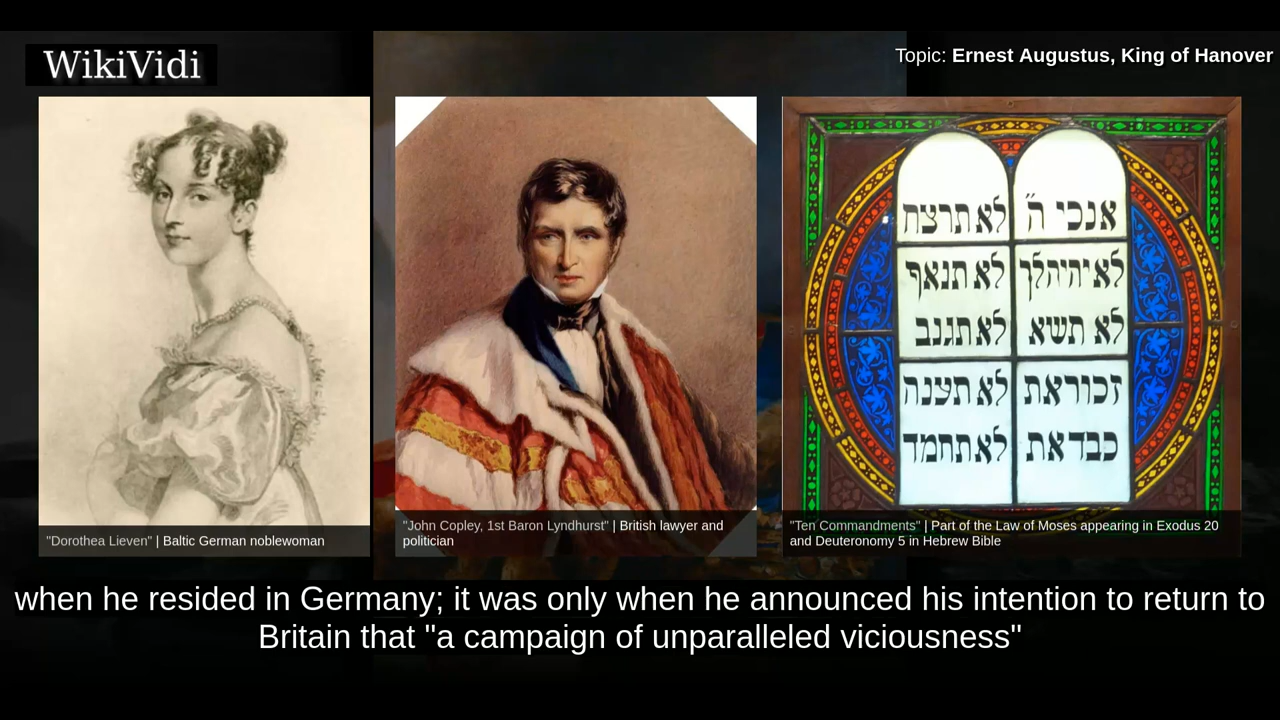 WikiVidi
Topic: Ernest Augustus, King of Hanover
אנכי ה"
לא יהיה לך
לא תשא
זכור את
כבד את
לא תרצח
לא תנאף
לא תגנב
לא תענה
לא תחמד
"Dorothea Lieven" | Baltic German noblewoman
"John Copley, 1st Baron Lyndhurst" | British lawyer and
politician
"Ten Commandments" | Part of the Law of Moses appearing in Exodus 20
and Deuteronomy 5 in Hebrew Bible
when he resided in Germany; it was only when he announced his intention to return to
Britain that "a campaign of unparalleled viciousness"